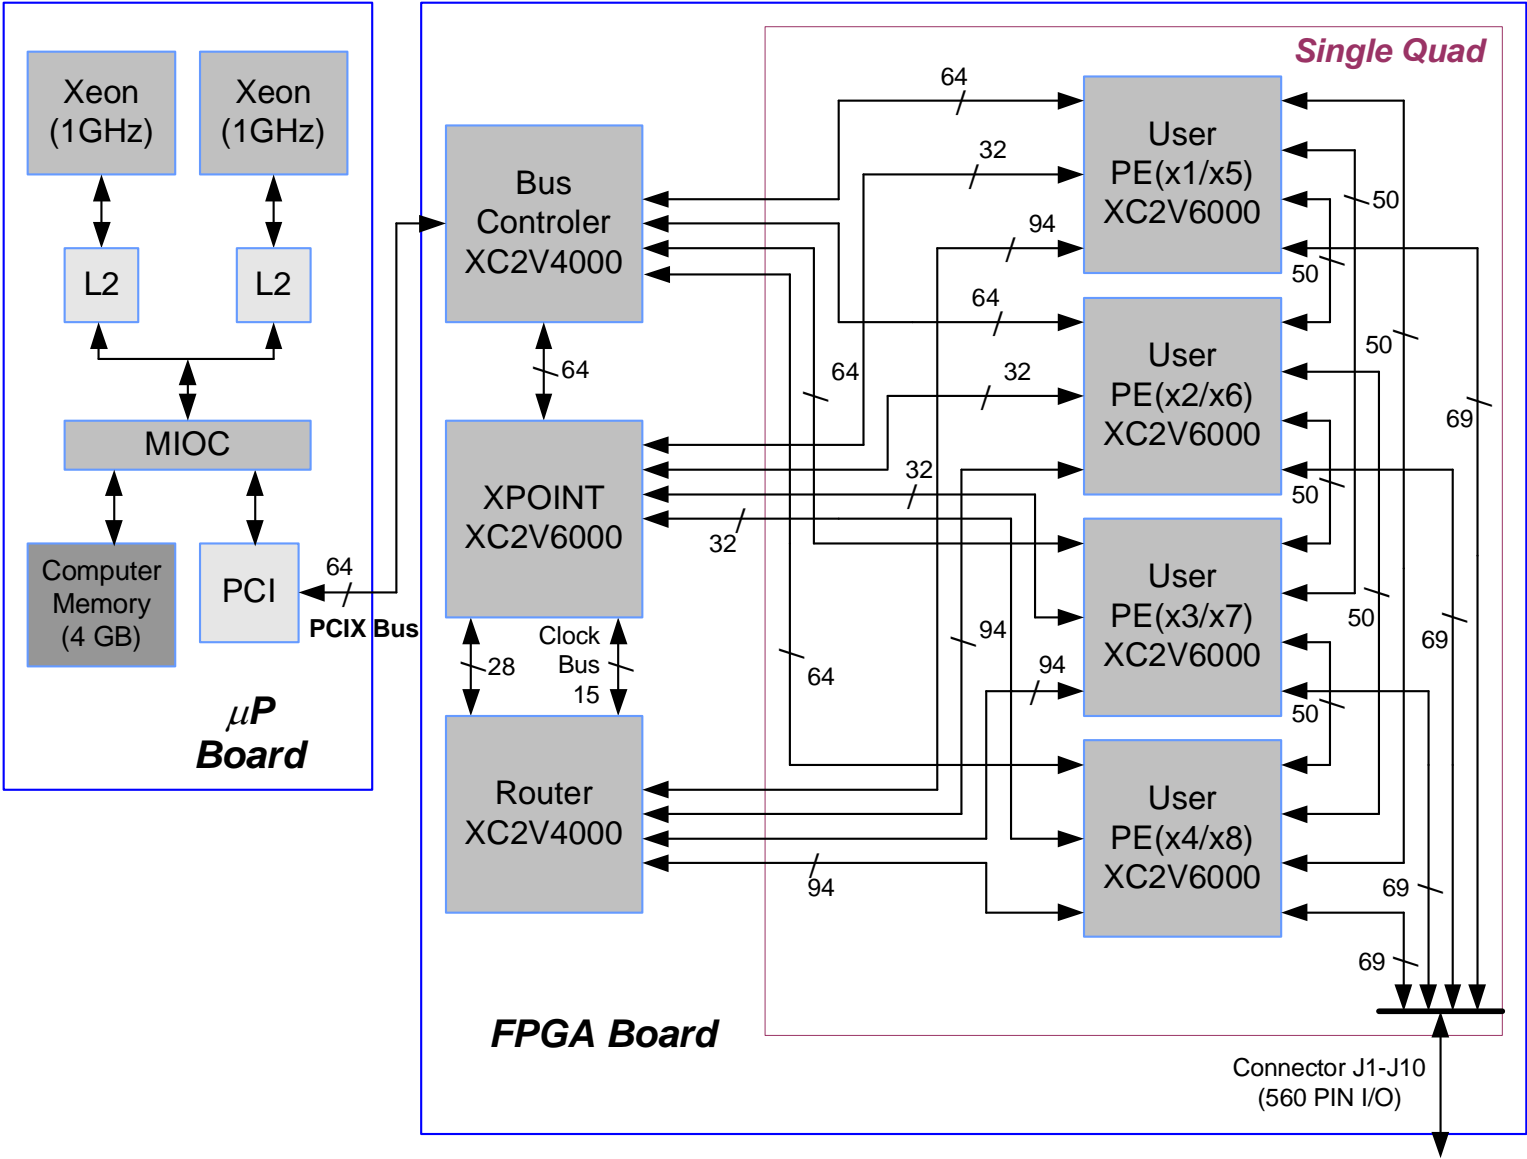 Single Quad
Xeon
(1GHz)
Xeon
(1GHz)
L2
L2
MIOC
Computer
Memory
(4 GB)
PCI
64
PCIX Bus
μP
Board
Bus
Controler
XC2V4000
64
XPOINT
XC2V6000
28
Clock
Bus
15
Router
XC2V4000
64
32
94
64
64
32
32
32
94
64
94
94
User
PE(x1/x5)
XC2V6000
User
PE(x2/x6)
XC2V6000
User
PE(x3/x7)
XC2V6000
User
PE(x4/x8)
XC2V6000
50
50
50
69
50
50
69
50
69
69
FPGA Board
Connector J1-J10
(560 PIN I/O)